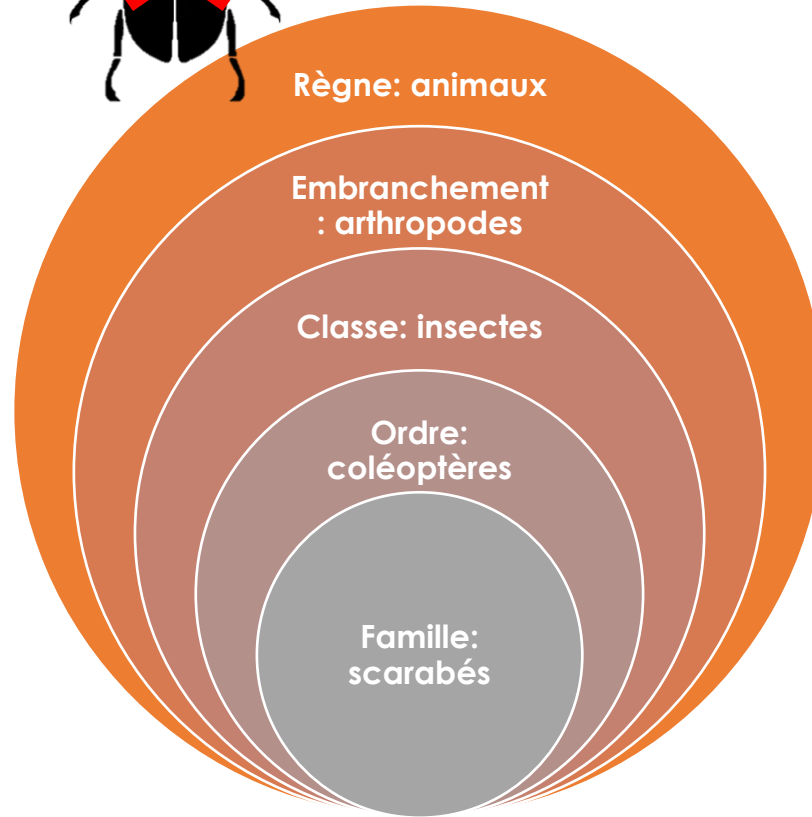 Règne: animaux
Embranchement
: arthropodes
Classe: insectes
Ordre:
coléoptères
Famille:
scarabés